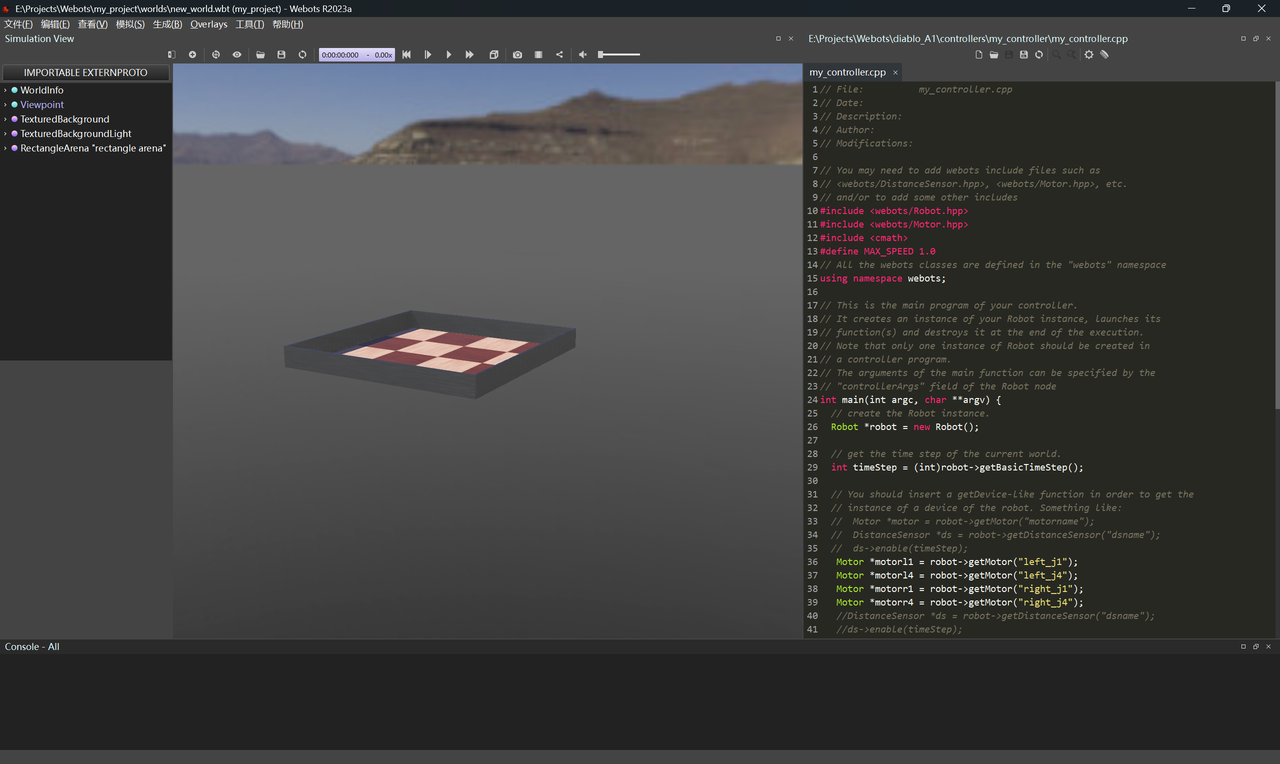 E:\Projects\Webots\my_project\worlds\new_world.wbt (my_project) - Webots R2023a
文件(F) 编辑(E) 查看(V) 模拟(S) 生成(B) Overlays 工具(T) 帮助(H)
Simulation View
0:00:00:000 - 0.00x
IMPORTABLE EXTERNPROTO
WorldInfo
Viewpoint
TexturedBackground
TexturedBackgroundLight
RectangleArena "rectangle arena"
E:\Projects\Webots\diablo_A1\controllers\my_controller\my_controller.cpp
my_controller.cpp
1 // File:          my_controller.cpp
2 // Date:
3 // Description:
4 // Author:
5 // Modifications:
6
7 // You may need to add webots include files such as
8 // <webots/DistanceSensor.hpp>, <webots/Motor.hpp>, etc.
9 // and/or to add some other includes
10 #include <webots/Robot.hpp>
11 #include <webots/Motor.hpp>
12 #include <cmath>
13 #define MAX_SPEED 1.0
14 // All the webots classes are defined in the "webots" namespace
15 using namespace webots;
16
17 // This is the main program of your controller.
18 // It creates an instance of your Robot instance, launches its
19 // function(s) and destroys it at the end of the execution.
20 // Note that only one instance of Robot should be created in
21 // a controller program.
22 // The arguments of the main function can be specified by the
23 // "controllerArgs" field of the Robot node
24 int main(int argc, char **argv) {
25   // create the Robot instance.
26   Robot *robot = new Robot();
27
28   // get the time step of the current world.
29   int timeStep = (int)robot->getBasicTimeStep();
30
31   // You should insert a getDevice-like function in order to get the
32   // instance of a device of the robot. Something like:
33   //  Motor *motor = robot->getMotor("motorname");
34   //  DistanceSensor *ds = robot->getDistanceSensor("dsname");
35   //  ds->enable(timeStep);
36    Motor *motorl1 = robot->getMotor("left_j1");
37    Motor *motorl4 = robot->getMotor("left_j4");
38    Motor *motorr1 = robot->getMotor("right_j1");
39    Motor *motorr4 = robot->getMotor("right_j4");
40    //DistanceSensor *ds = robot->getDistanceSensor("dsname");
41    //ds->enable(timeStep);
Console - All